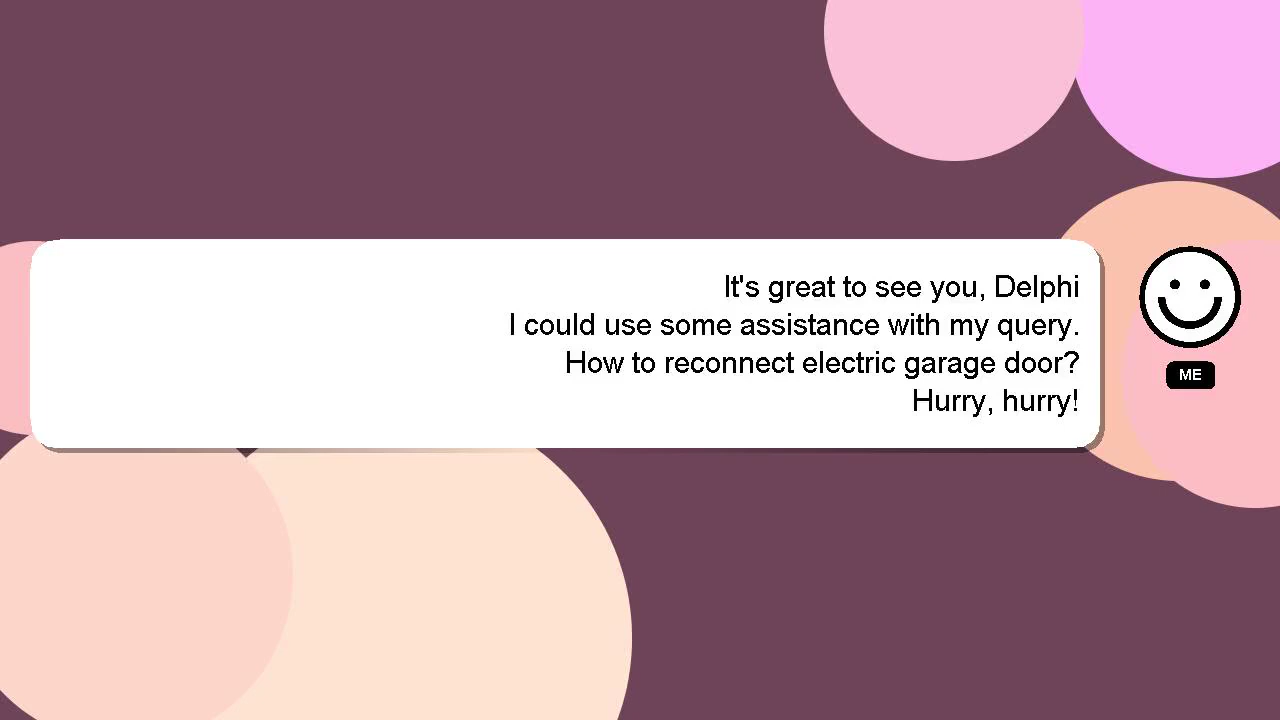 It's great to see you, Delphi
I could use some assistance with my query.
How to reconnect electric garage door?
Hurry, hurry!
ME